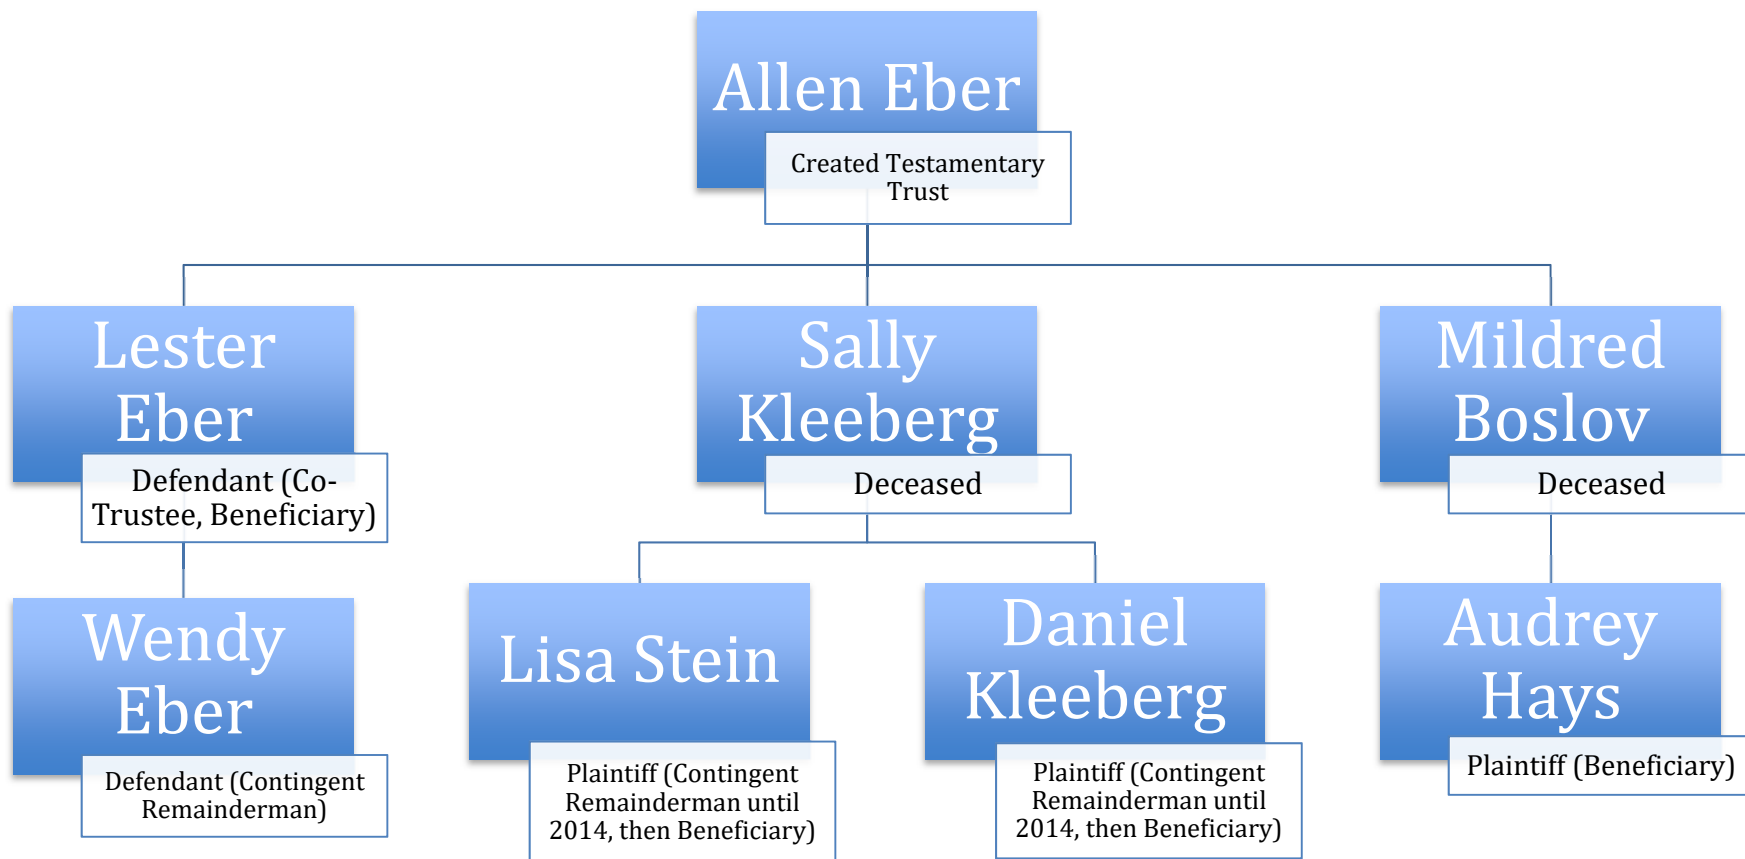 Allen Eber
Created Testamentary
Trust
Lester
Eber
Defendant (Co-
Trustee, Beneficiary)
Sally
Kleeberg
Deceased
Mildred
Boslov
Deceased
Wendy
Eber
Defendant (Contingent
Remainderman)
Lisa Stein
Plaintiff (Contingent
Remainderman until
2014, then Beneficiary)
Daniel
Kleeberg
Plaintiff (Contingent
Remainderman until
2014, then Beneficiary)
Audrey
Hays
Plaintiff (Beneficiary)